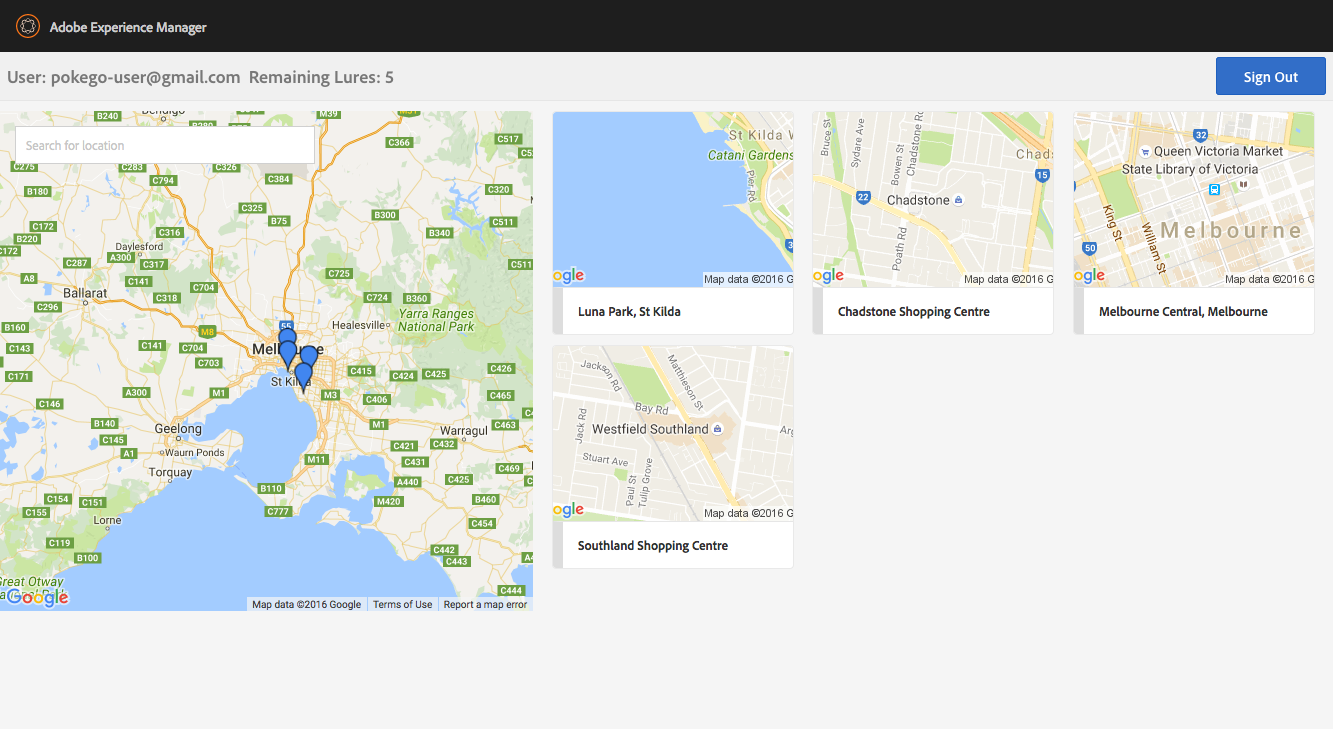 Adobe Experience Manager
User: pokego-user@gmail.com Remaining Lures: 5
Sign Out
Search for location
B240
M39
C366
C517
C275
C283
C326
C794
C384
B180
C320
C325
C172
C316
B75
B300
C511
B220
B340
Daylesford
A300
C317
C287
C511
A8
C141
C725
C704
Ballarat
C318
C724
B360
C296
Yarra Ranges
National Park
Healesville
B160
M8
55
C143
C141
C704
Melbourne
C703
C171
St Kilda
C415
C424
C425
C426
A300
M1
M3
C406
C465
C146
B140
M1
C463
Geelong
Warragul
C145
C421
C432
A1
Waurn Ponds
M11
C431
C469
Torquay
A440
C425
B110
C154
C151
M420
B460
C155
C777
C454
Lorne
C119
C442
B100
C443
Great Otway
C444
Google
Map data ©2016 Google
Terms of Use
Report a map error
St Kilda
Catani Gardens
Pier Rd
Map data ©2016 G
Luna Park, St Kilda
Bruce St
Sydare Ave
Bowen St
Chadstone Rd
Chads
15
22
Chadstone
Poath Rd
Map data ©2016 G
Chadstone Shopping Centre
32
Queen Victoria Market
State Library of Victoria
King St
William St
Melbourne
50
Map data ©2016 G
Melbourne Central, Melbourne
Jackson Rd
Matthieson St
Bay Rd
Jack Rd
Westfield Southland
Stuart Ave
Paul St
Tulip Grove
Map data ©2016 G
Southland Shopping Centre